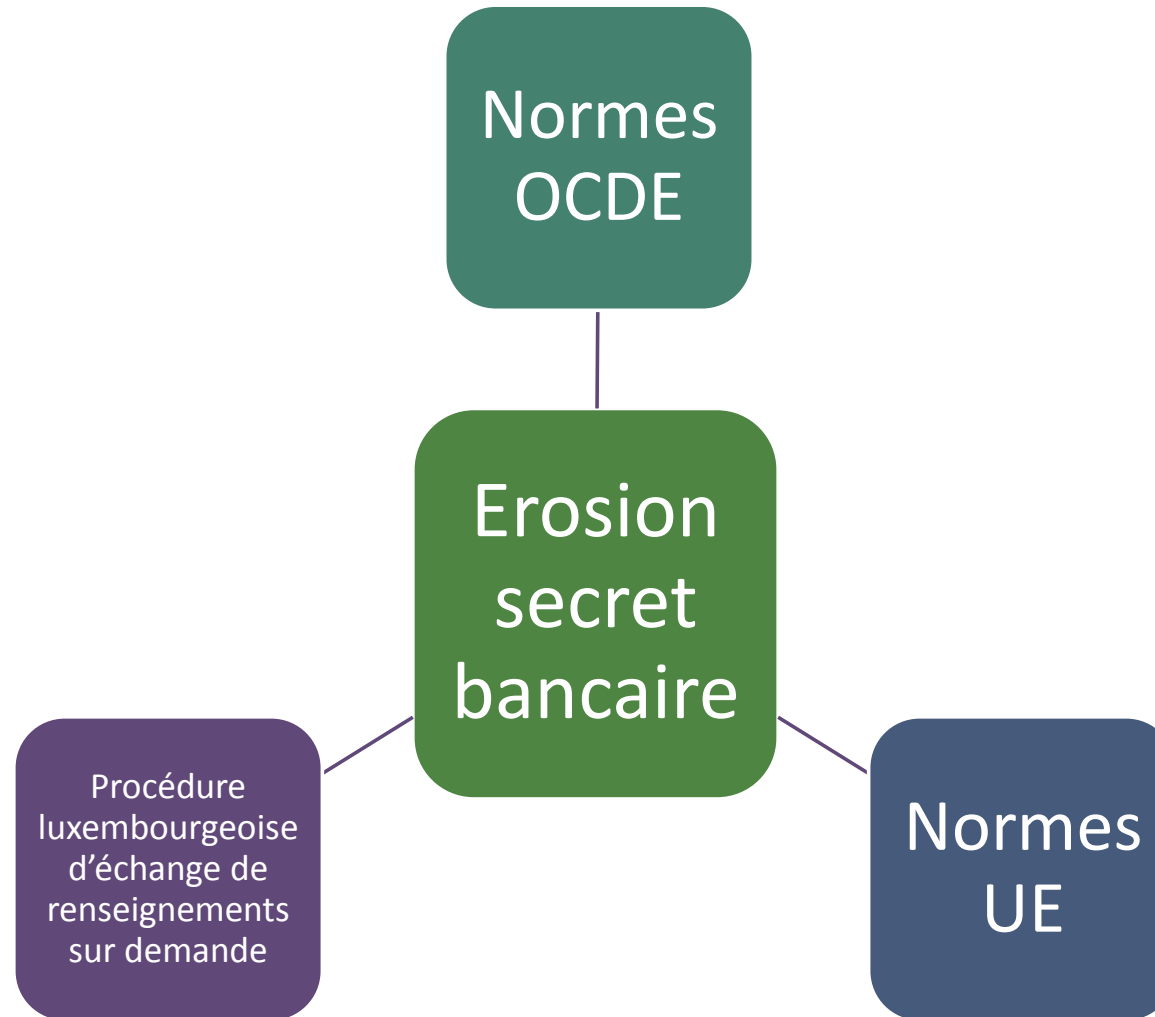 Normes
OCDE
Erosion
secret
bancaire
Procédure
luxembourgeoise
d’échange de
renseignements
sur demande
Normes
UE